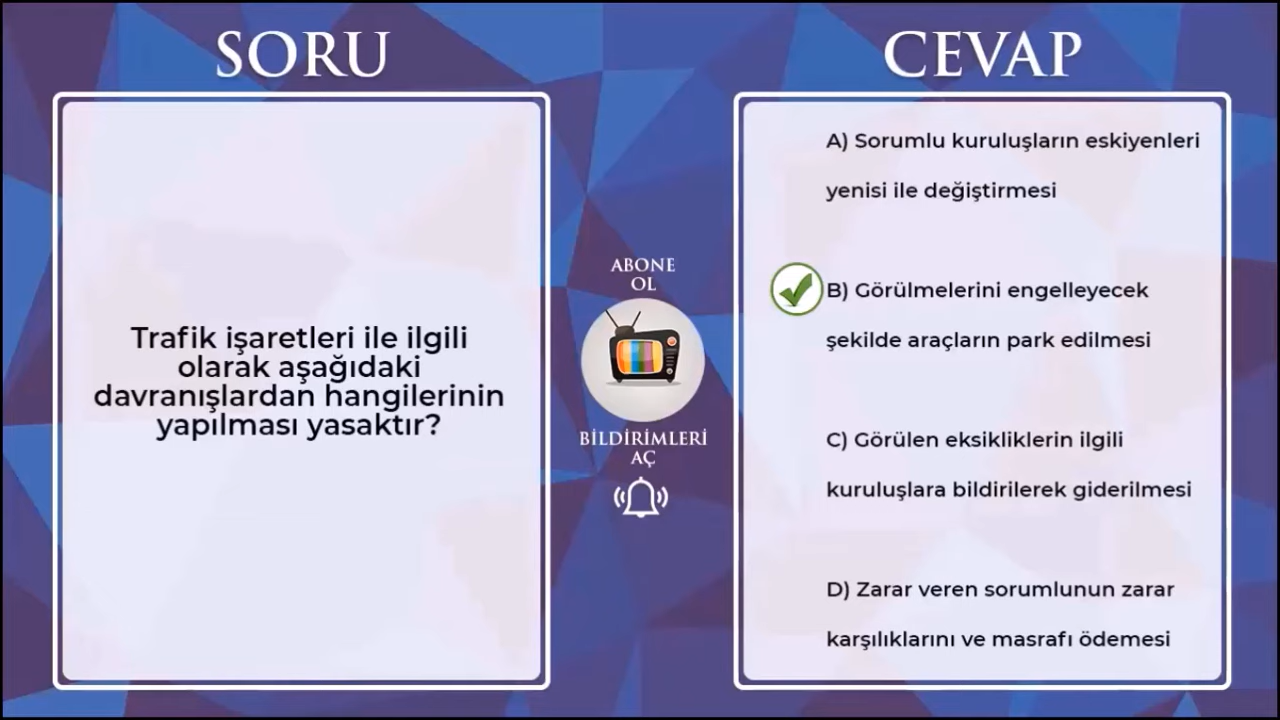 SORU
Trafik işaretleri ile ilgili
olarak aşağıdaki
davranışlardan hangilerinin
yapılması yasaktır?
ABONE
OL
BİLDİRİMLERİ
AÇ
CEVAP
A) Sorumlu kuruluşların eskiyenleri
yenisi ile değiştirmesi
B) Görülmelerini engelleyecek
şekilde araçların park edilmesi
C) Görülen eksikliklerin ilgili
kuruluşlara bildirilerek giderilmesi
D) Zarar veren sorumlunun zarar
karşılıklarını ve masrafı ödemesi